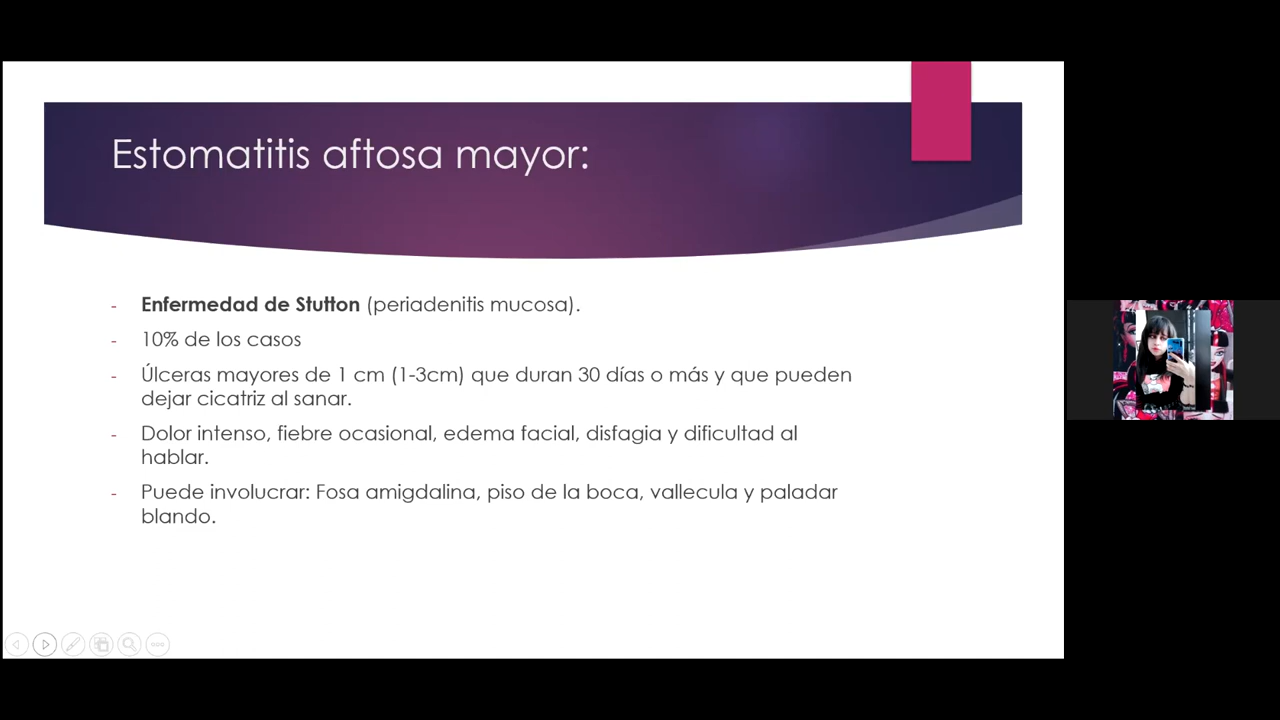 Estomatitis aftosa mayor:
- Enfermedad de Stutton (periadenitis mucosa).
- 10% de los casos
- Úlceras mayores de 1 cm (1-3cm) que duran 30 días o más y que pueden
dejar cicatriz al sanar.
- Dolor intenso, fiebre ocasional, edema facial, disfagia y dificultad al
hablar.
- Puede involucrar: Fosa amigdalina, piso de la boca, vallecula y paladar
blando.